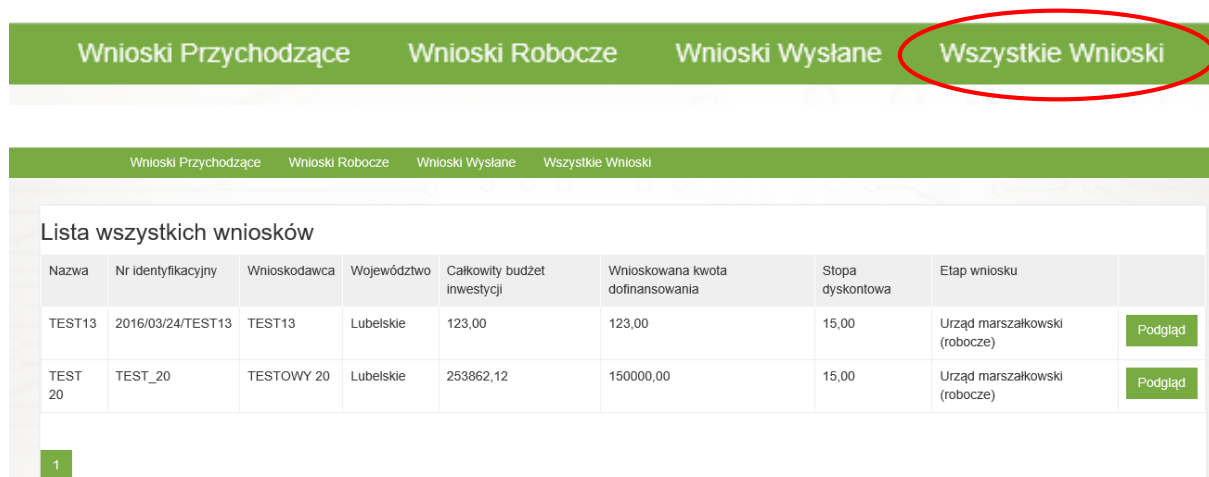 Wnioski Przychodzące Wnioski Robocze Wnioski Wysłane Wszystkie Wnioski
Wnioski Przychodzące Wnioski Robocze Wnioski Wysłane Wszystkie Wnioski
Lista wszystkich wniosków
Nazwa Nr identyfikacyjny Wnioskodawca Województwo Całkowity budżet Wnioskowana kwota Stopa Etap wniosku
inwestycji dofinansowania dyskontowa
TEST13 2016/03/24/TEST13 TEST13 Lubelskie 123,00 123,00 15,00 Urząd marszałkowski Podgląd
(robocze)
TEST TEST_20 TESTOWY 20 Lubelskie 253862,12 150000,00 15,00 Urząd marszałkowski Podgląd
20 (robocze)
1